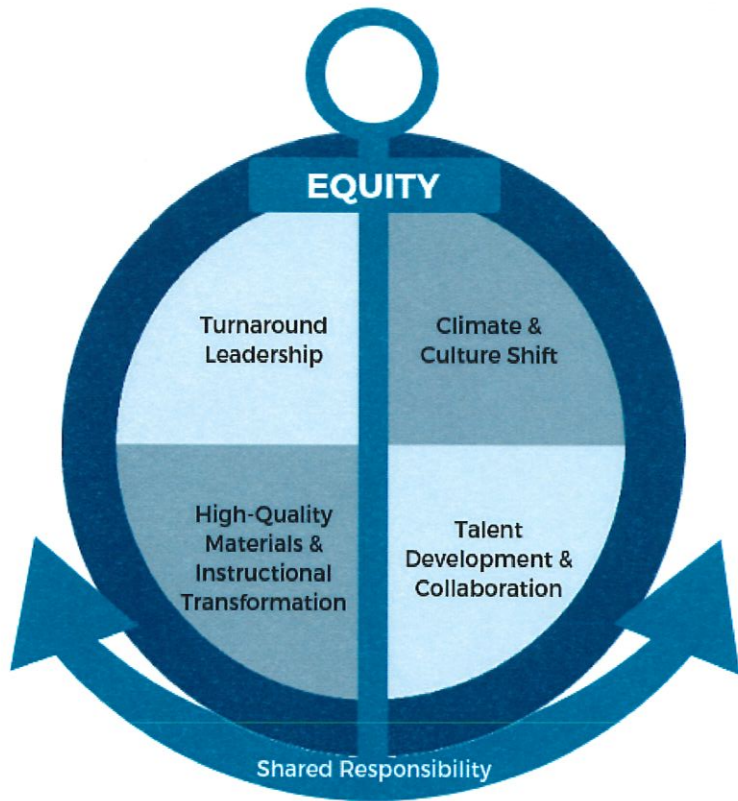 EQUITY
Turnaround
Leadership
Climate &
Culture Shift
High-Quality
Materials &
Instructional
Transformation
Talent
Development &
Collaboration
Shared Responsibility